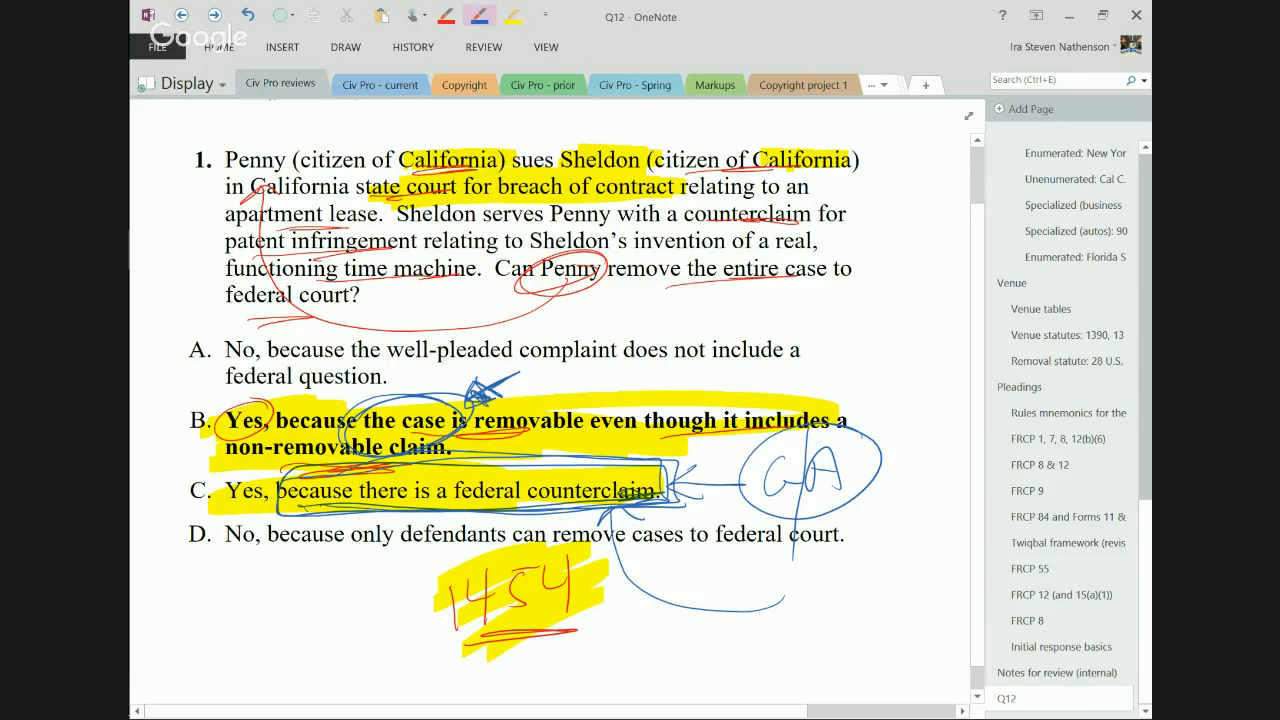 Q12 - OneNote
Google
FILE HOME INSERT DRAW HISTORY REVIEW VIEW
Ira Steven Nathenson
Display Civ Pro reviews Civ Pro - current Copyright Civ Pro - prior Civ Pro - Spring Markups Copyright project 1 ...
Search (Ctrl+E)
1. Penny (citizen of California) sues Sheldon (citizen of California)
in California state court for breach of contract relating to an
apartment lease. Sheldon serves Penny with a counterclaim for
patent infringement relating to Sheldon's invention of a real,
functioning time machine. Can Penny remove the entire case to
federal court?
A. No, because the well-pleaded complaint does not include a
federal question.
B. Yes, because the case is removable even though it includes a
non-removable claim.
C. Yes, because there is a federal counterclaim.
D. No, because only defendants can remove cases to federal court.
1454
Add Page
Enumerated: New Yor
Unenumerated: Cal C.
Specialized (business
Specialized (autos): 90
Enumerated: Florida S
Venue
Venue tables
Venue statutes: 1390, 13
Removal statute: 28 U.S.
Pleadings
Rules mnemonics for the
FRCP 1, 7, 8, 12(b)(6)
FRCP 8 & 12
FRCP 9
FRCP 84 and Forms 11 &
Twiqbal framework (revis
FRCP 55
FRCP 12 (and 15(a)(1))
FRCP 8
Initial response basics
Notes for review (internal)
Q12